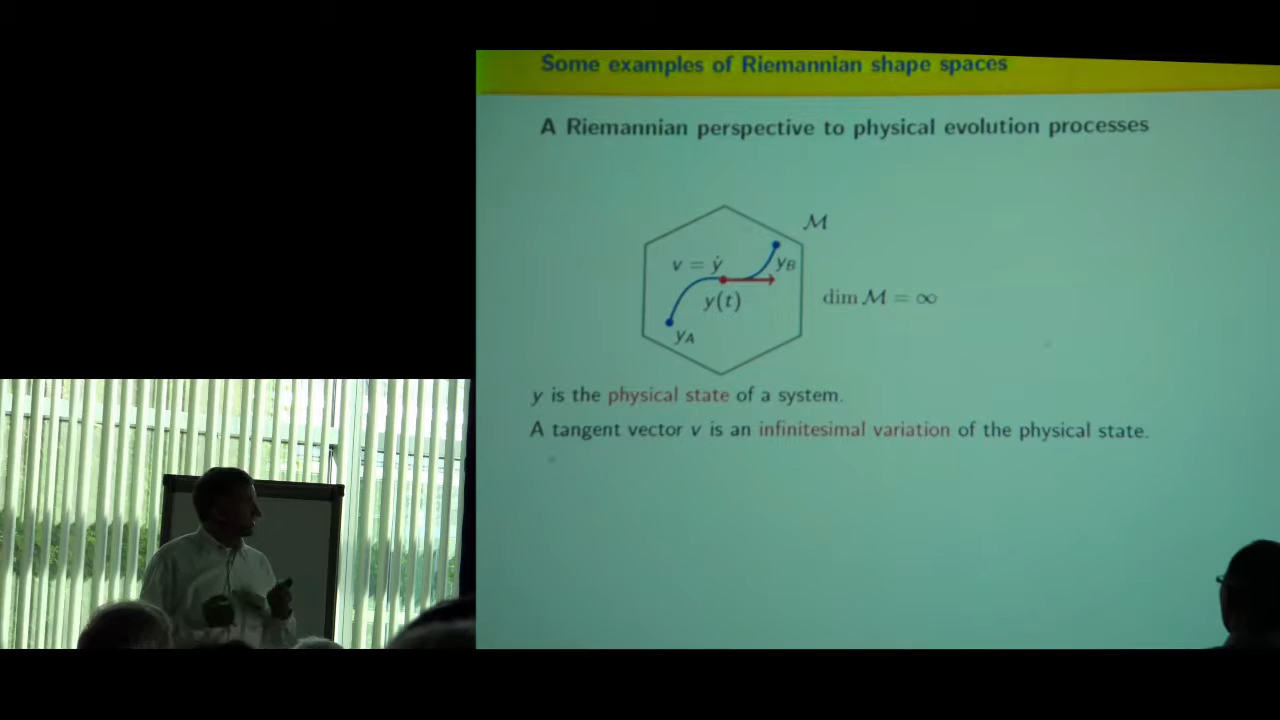 Some examples of Riemannian shape spaces
A Riemannian perspective to physical evolution processes
ℳ
v = ẏ
y_B
y(t)
dim ℳ = ∞
y_A
y is the physical state of a system.
A tangent vector v is an infinitesimal variation of the physical state.